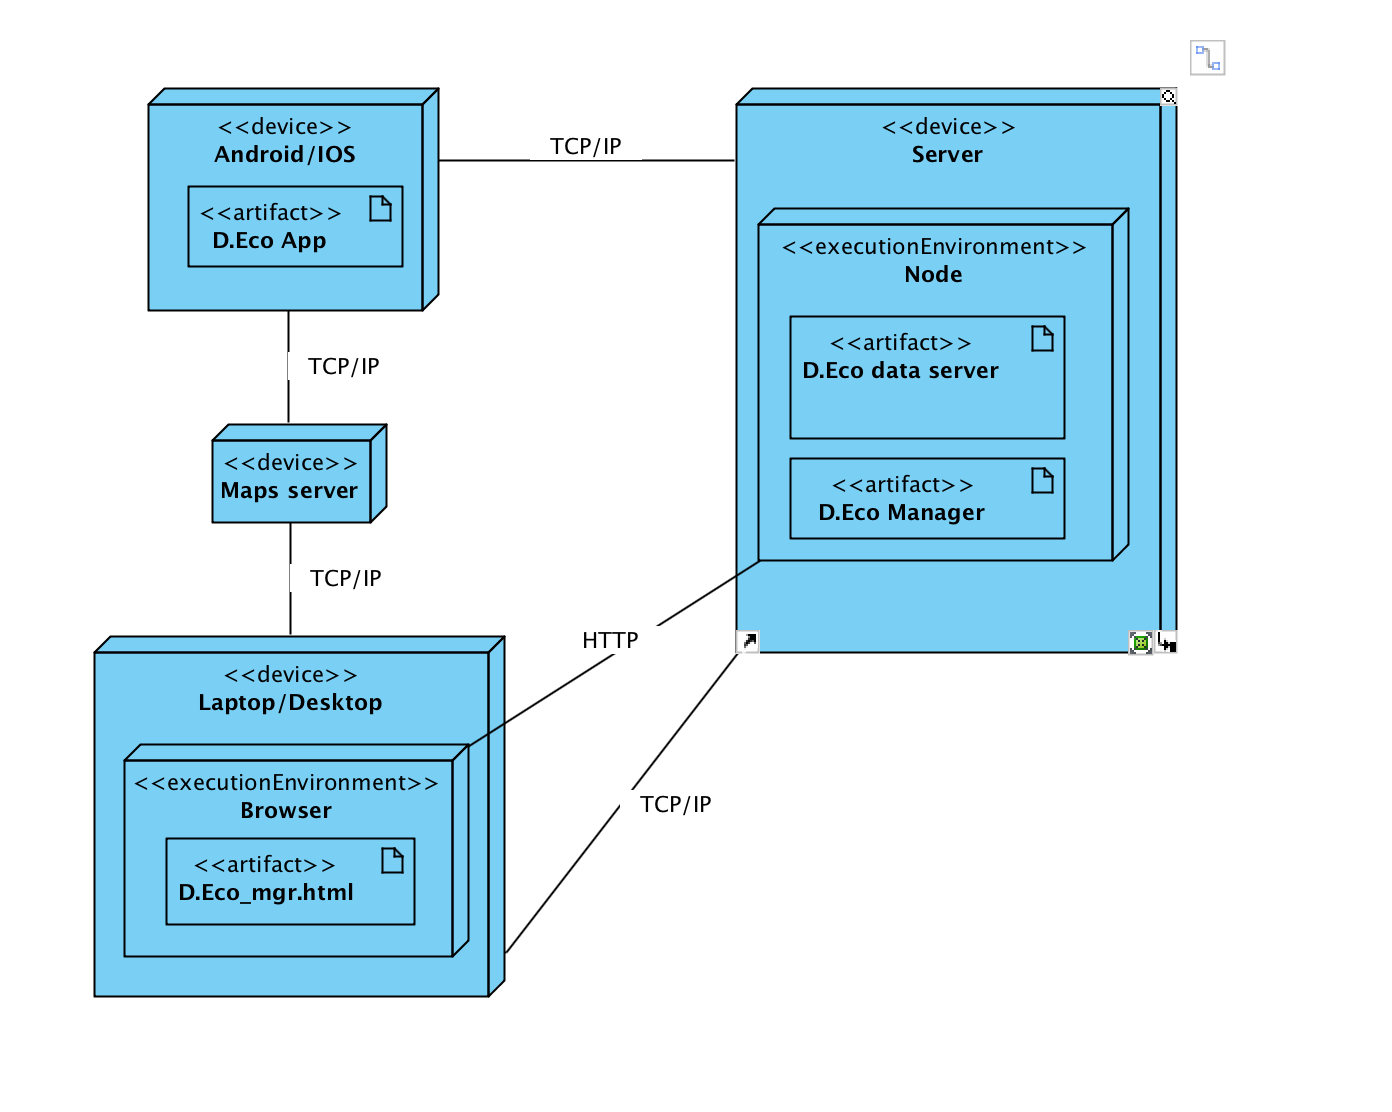 <<device>>
Android/IOS
<<artifact>>
D.Eco App
TCP/IP
<<device>>
Server
<<executionEnvironment>>
Node
<<artifact>>
D.Eco data server
<<artifact>>
D.Eco Manager
TCP/IP
<<device>>
Maps server
TCP/IP
HTTP
<<device>>
Laptop/Desktop
<<executionEnvironment>>
Browser
<<artifact>>
D.Eco_mgr.html
TCP/IP